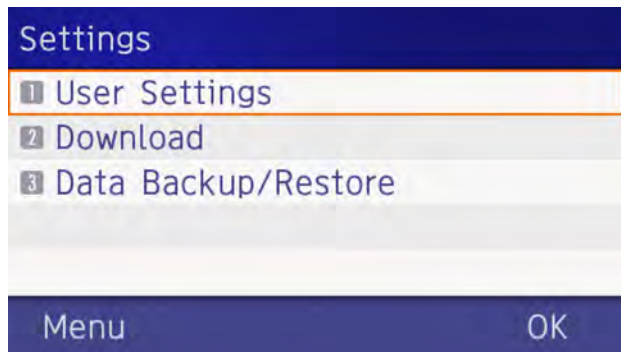 Settings
1 User Settings
2 Download
3 Data Backup/Restore
Menu OK